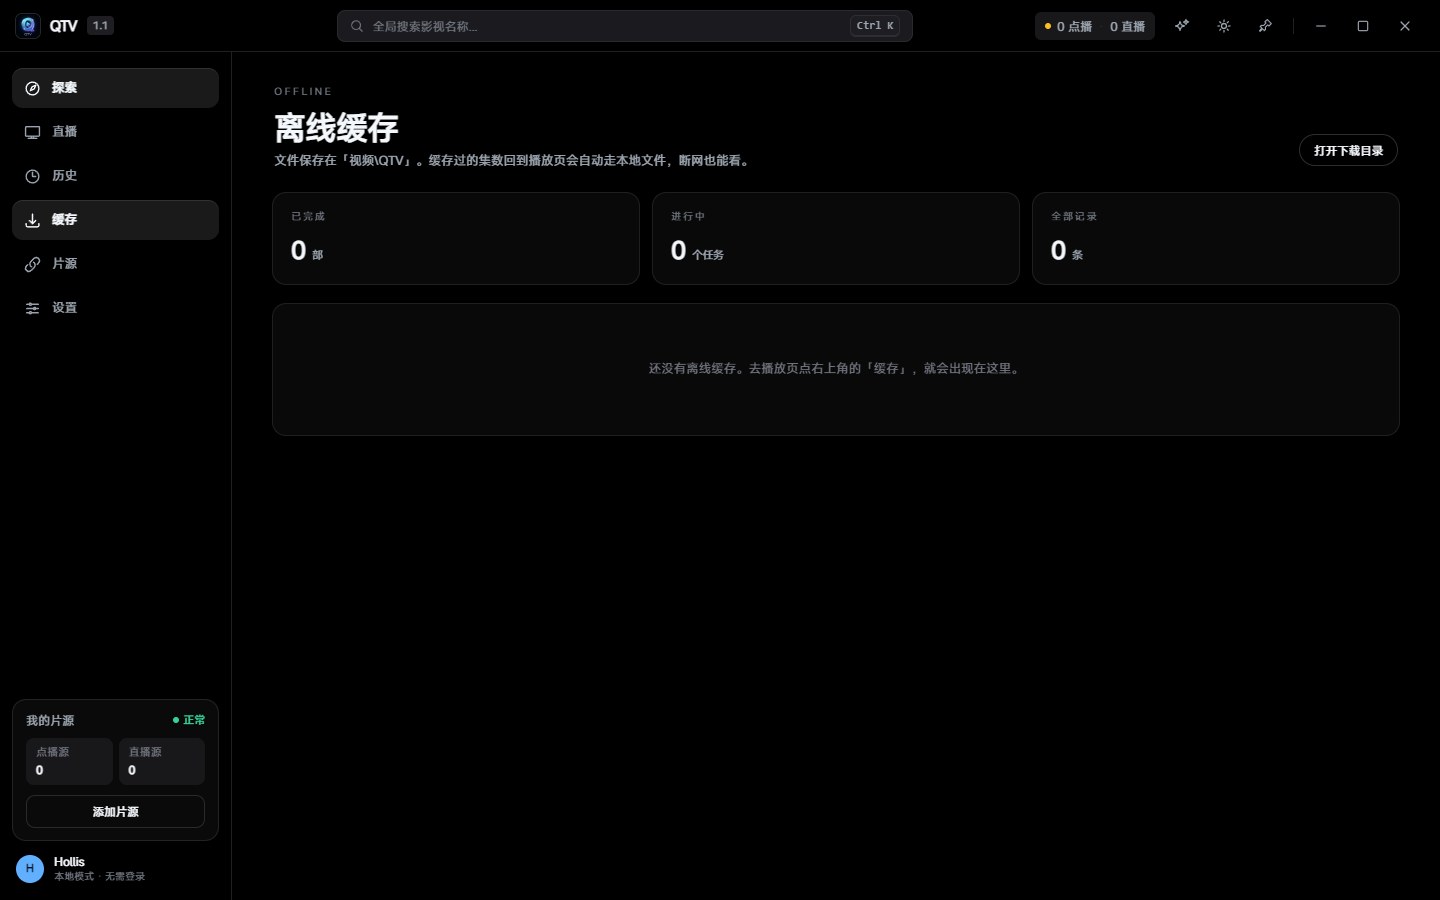 QTV 1.1
全局搜索影视名称...
Ctrl K
0 点播 · 0 直播
探索
直播
历史
缓存
片源
设置
OFFLINE
离线缓存
文件保存在「视频\QTV」。缓存过的集数回到播放页会自动走本地文件，断网也能看。
打开下载目录
已完成
0 部
进行中
0 个任务
全部记录
0 条
还没有离线缓存。去播放页点右上角的「缓存」，就会出现在这里。
我的片源
正常
点播源
0
直播源
0
添加片源
H
Hollis
本地模式 · 无需登录